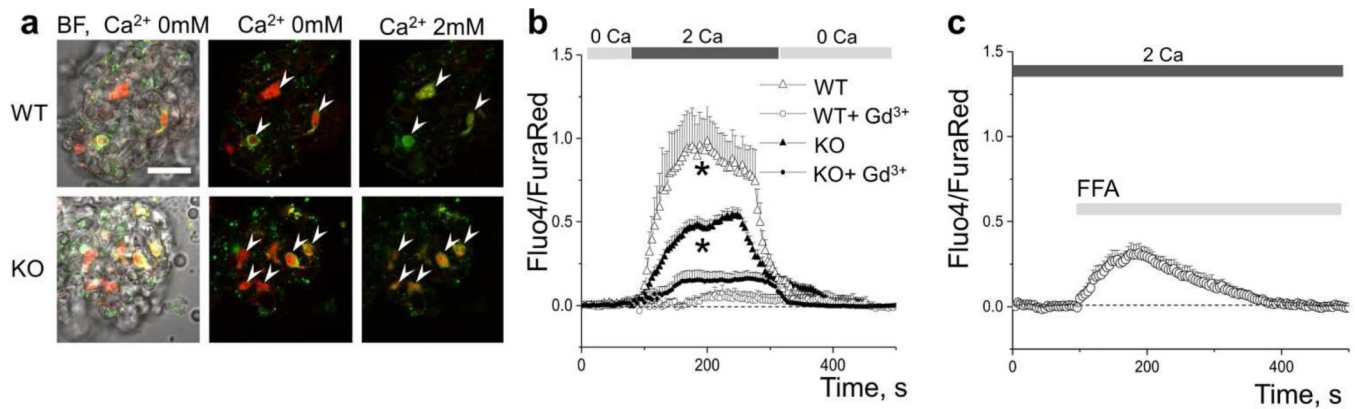 a
BF, Ca²⁺ 0mM Ca²⁺ 0mM Ca²⁺ 2mM
WT
KO
b
0 Ca 2 Ca 0 Ca
1.5
1.0
0.5
0.0
Fluo4/FuraRed
WT
WT+ Gd³⁺
KO
KO+ Gd³⁺
*
*
0 200 400
Time, s
c
2 Ca
1.5
1.0
0.5
0.0
Fluo4/FuraRed
FFA
0 200 400
Time, s